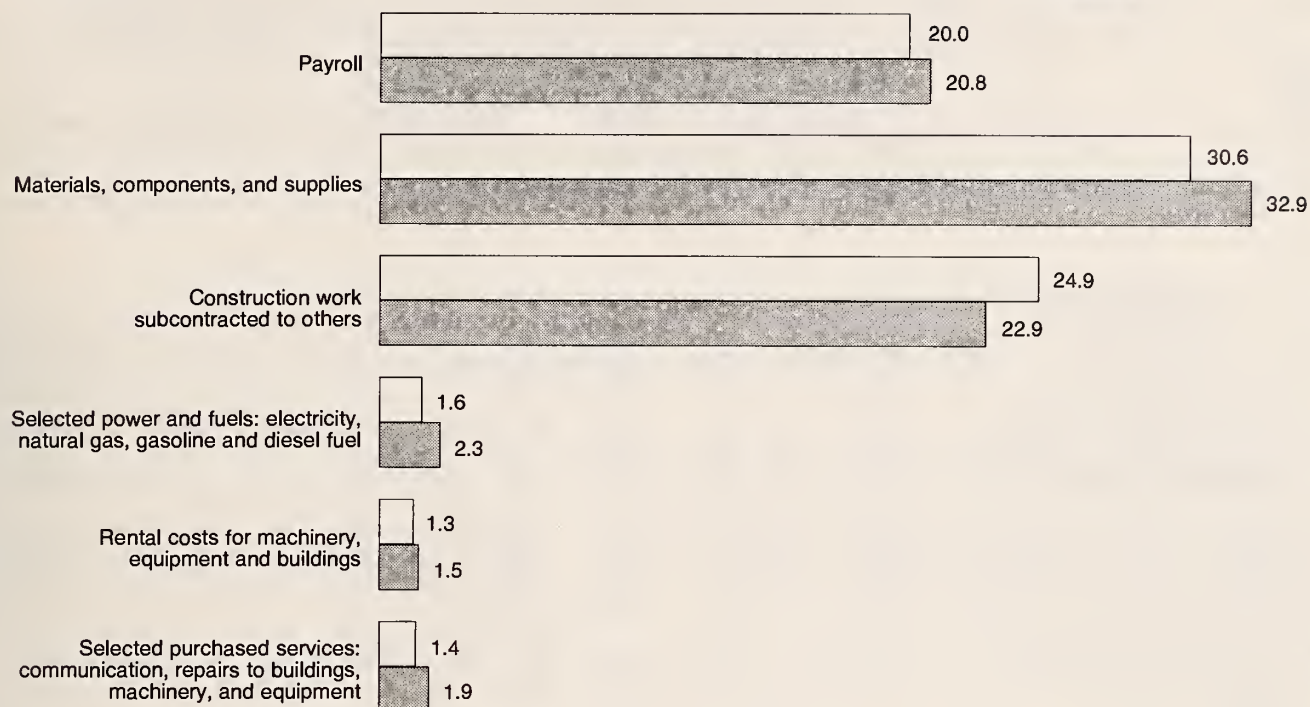 Payroll
20.0
20.8
Materials, components, and supplies
30.6
32.9
Construction work
subcontracted to others
24.9
22.9
Selected power and fuels: electricity,
natural gas, gasoline and diesel fuel
1.6
2.3
Rental costs for machinery,
equipment and buildings
1.3
1.5
Selected purchased services:
communication, repairs to buildings,
machinery, and equipment
1.4
1.9